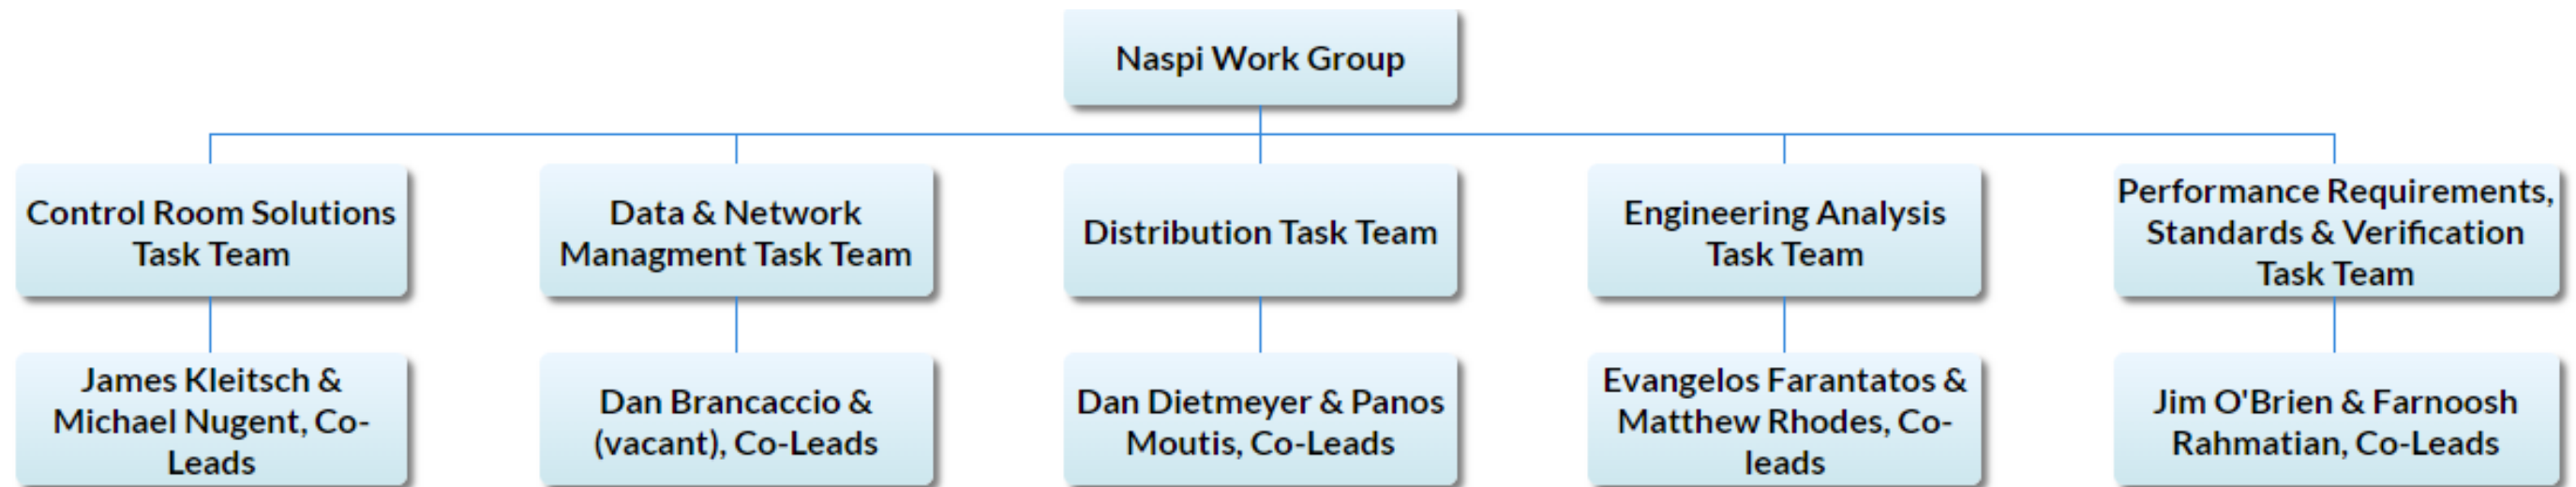 Naspi Work Group
Control Room Solutions
Task Team
Data & Network
Managment Task Team
Distribution Task Team
Engineering Analysis
Task Team
Performance Requirements,
Standards & Verification
Task Team
James Kleitsch &
Michael Nugent, Co-
Leads
Dan Brancaccio &
(vacant), Co-Leads
Dan Dietmeyer & Panos
Moutis, Co-Leads
Evangelos Farantatos &
Matthew Rhodes, Co-
leads
Jim O'Brien & Farnoosh
Rahmatian, Co-Leads